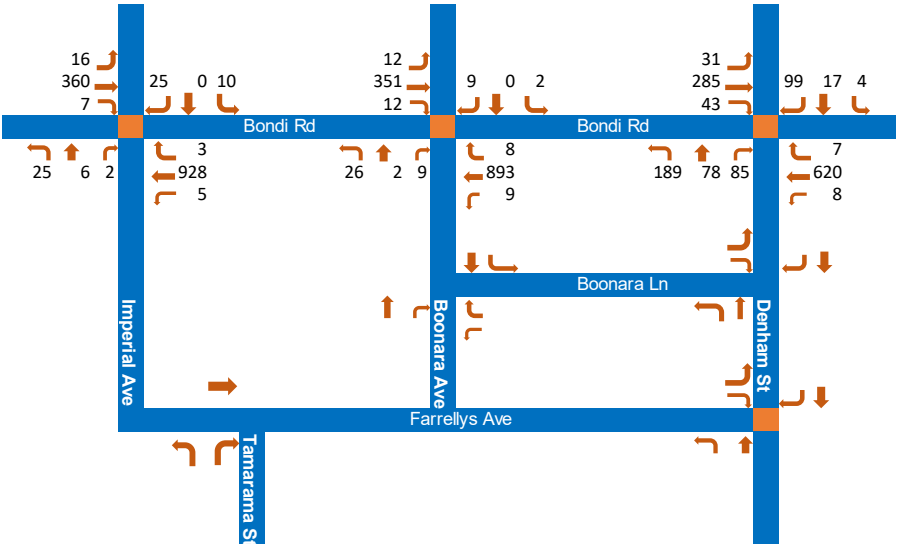 16 12 31
360 25 0 10 351 9 0 2 285 99 17 4
7 12 43
Bondi Rd Bondi Rd
3 8 7
25 6 2 928 26 2 9 893 189 78 85 620
5 9 8
Boonara Ln
Imperial Ave
Boonara Ave
Denham St
Farrellys Ave
Tamarama St